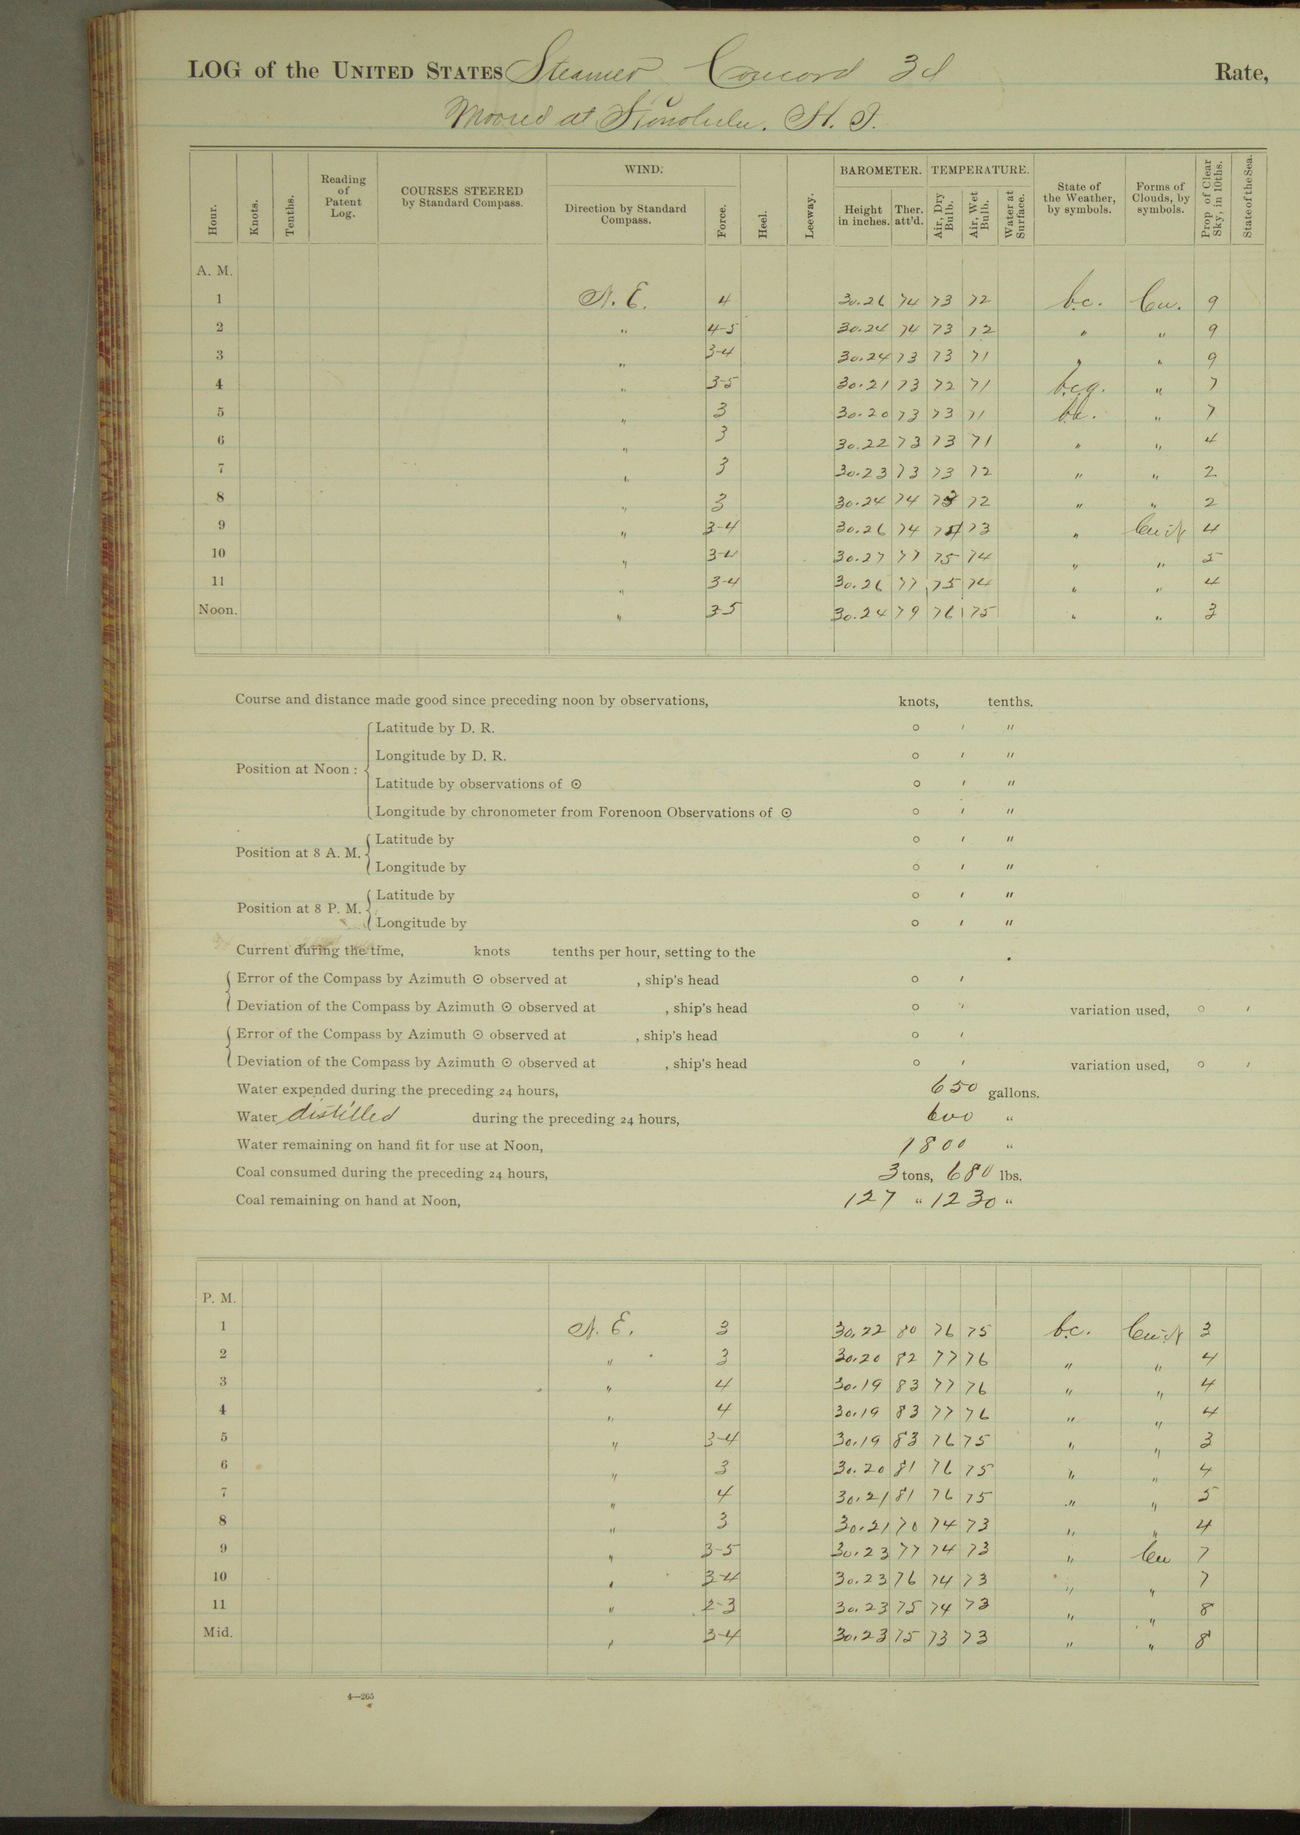 LOG of the UNITED STATES Steamer Concord 3d Rate,
Moored at Honolulu, H. I.
Hour. Knots. Tenths. Reading of Patent Log. COURSES STEERED by Standard Compass. WIND. Direction by Standard Compass. Force. Heel. Leeway. BAROMETER. Height in inches. Ther. att'd. TEMPERATURE. Air, Dry Bulb. Air, Wet Bulb. Water at Surface. State of the Weather, by symbols. Forms of Clouds, by symbols. Prop. of Clear Sky, in 10ths. State of the Sea.
A. M.
1 N. E. 4 30.26 74 73 72 b.c. Cu. 9
2 " 4-5 30.24 74 73 72 " " 9
3 " 3-4 30.24 73 73 71 " " 9
4 " 3-5 30.21 73 72 71 b.c.q. " 7
5 " 3 30.20 73 73 71 b.c. " 7
6 " 3 30.22 73 73 71 " " 4
7 " 3 30.23 73 73 72 " " 2
8 " 3 30.24 74 73 72 " " 2
9 " 3-4 30.26 74 74 73 " Cu-N 4
10 " 3-4 30.27 77 75 74 " " 5
11 " 3-4 30.26 77 75 74 " " 4
Noon. " 3-5 30.24 79 76 75 " " 3
Course and distance made good since preceding noon by observations, knots, tenths.
Latitude by D. R. ° ′ ″
Longitude by D. R. ° ′ ″
Position at Noon :
Latitude by observations of ☉ ° ′ ″
Longitude by chronometer from Forenoon Observations of ☉ ° ′ ″
Latitude by ° ′ ″
Position at 8 A. M.
Longitude by ° ′ ″
Latitude by ° ′ ″
Position at 8 P. M.
Longitude by ° ′ ″
Current during the time, knots tenths per hour, setting to the .
Error of the Compass by Azimuth ☉ observed at , ship's head ° ′
Deviation of the Compass by Azimuth ☉ observed at , ship's head ° ′ variation used, ° ′
Error of the Compass by Azimuth ☉ observed at , ship's head ° ′
Deviation of the Compass by Azimuth ☉ observed at , ship's head ° ′ variation used, ° ′
Water expended during the preceding 24 hours, 650 gallons.
Water distilled during the preceding 24 hours, 600 "
Water remaining on hand fit for use at Noon, 1800 "
Coal consumed during the preceding 24 hours, 3 tons, 680 lbs.
Coal remaining on hand at Noon, 127 " 1230 "
P. M.
1 N. E. 3 30.22 80 76 75 b.c. Cu-N 3
2 " 3 30.20 82 77 76 " " 4
3 " 4 30.19 83 77 76 " " 4
4 " 4 30.19 83 77 76 " " 4
5 " 3-4 30.19 83 76 75 " " 3
6 " 3 30.20 81 76 75 " " 4
7 " 4 30.21 81 76 75 " " 5
8 " 3 30.21 70 74 73 " " 4
9 " 3-5 30.23 77 74 73 " Cu 7
10 " 3-4 30.23 76 74 73 " " 7
11 " 2-3 30.23 75 74 73 " " 8
Mid. " 3-4 30.23 75 73 73 " " 8
4—265